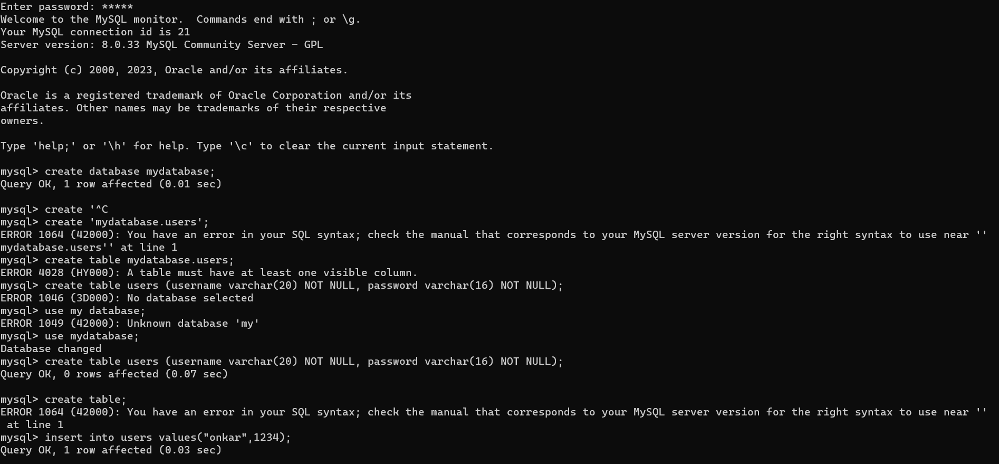 Enter password: *****
Welcome to the MySQL monitor.  Commands end with ; or \g.
Your MySQL connection id is 21
Server version: 8.0.33 MySQL Community Server - GPL

Copyright (c) 2000, 2023, Oracle and/or its affiliates.

Oracle is a registered trademark of Oracle Corporation and/or its
affiliates. Other names may be trademarks of their respective
owners.

Type 'help;' or '\h' for help. Type '\c' to clear the current input statement.

mysql> create database mydatabase;
Query OK, 1 row affected (0.01 sec)

mysql> create '^C
mysql> create 'mydatabase.users';
ERROR 1064 (42000): You have an error in your SQL syntax; check the manual that corresponds to your MySQL server version for the right syntax to use near ''
mydatabase.users'' at line 1
mysql> create table mydatabase.users;
ERROR 4028 (HY000): A table must have at least one visible column.
mysql> create table users (username varchar(20) NOT NULL, password varchar(16) NOT NULL);
ERROR 1046 (3D000): No database selected
mysql> use my database;
ERROR 1049 (42000): Unknown database 'my'
mysql> use mydatabase;
Database changed
mysql> create table users (username varchar(20) NOT NULL, password varchar(16) NOT NULL);
Query OK, 0 rows affected (0.07 sec)

mysql> create table;
ERROR 1064 (42000): You have an error in your SQL syntax; check the manual that corresponds to your MySQL server version for the right syntax to use near ''
 at line 1
mysql> insert into users values("onkar",1234);
Query OK, 1 row affected (0.03 sec)